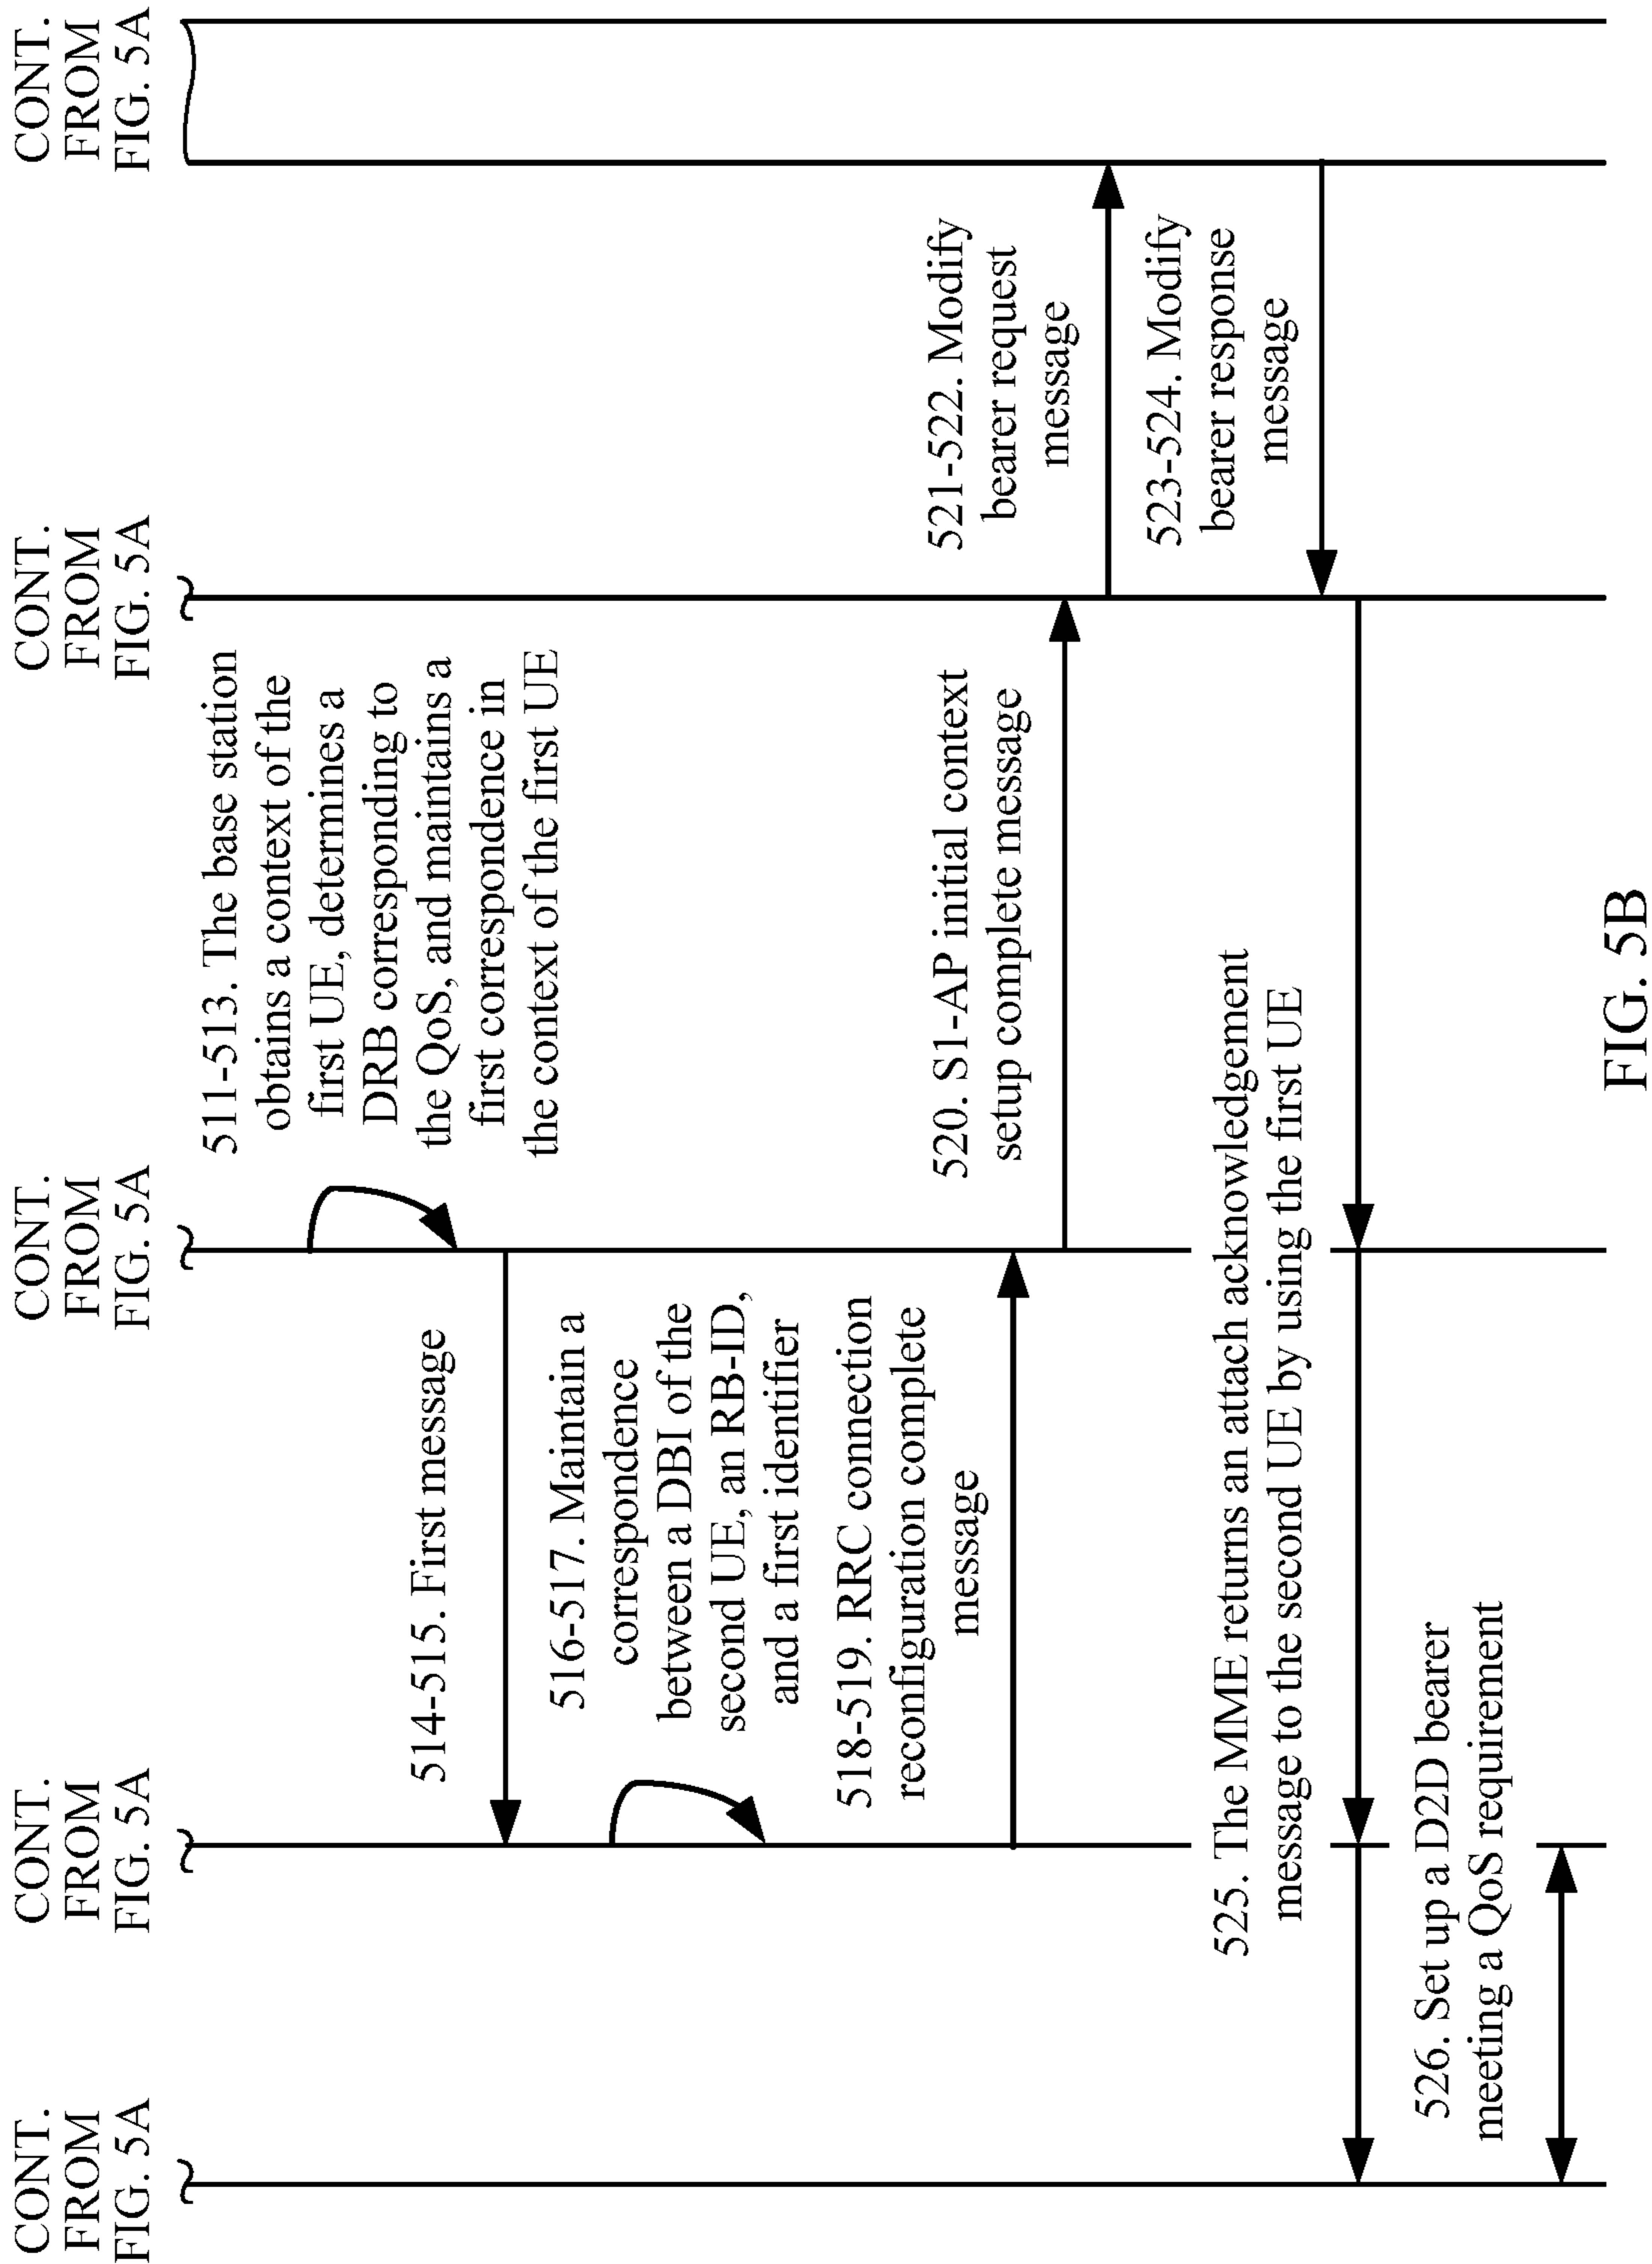 CONT.
FROM
FIG. 5A
CONT.
FROM
FIG. 5A
CONT.
FROM
FIG. 5A
CONT.
FROM
FIG. 5A
CONT.
FROM
FIG. 5A
511-513. The base station
obtains a context of the
first UE, determines a
DRB corresponding to
the QoS, and maintains a
first correspondence in
the context of the first UE
514-515. First message
516-517. Maintain a
correspondence
between a DBI of the
second UE, an RB-ID,
and a first identifier
518-519. RRC connection
reconfiguration complete
message
520. S1-AP initial context
setup complete message
521-522. Modify
bearer request
message
523-524. Modify
bearer response
message
525. The MME returns an attach acknowledgement
message to the second UE by using the first UE
526. Set up a D2D bearer
meeting a QoS requirement
FIG. 5B